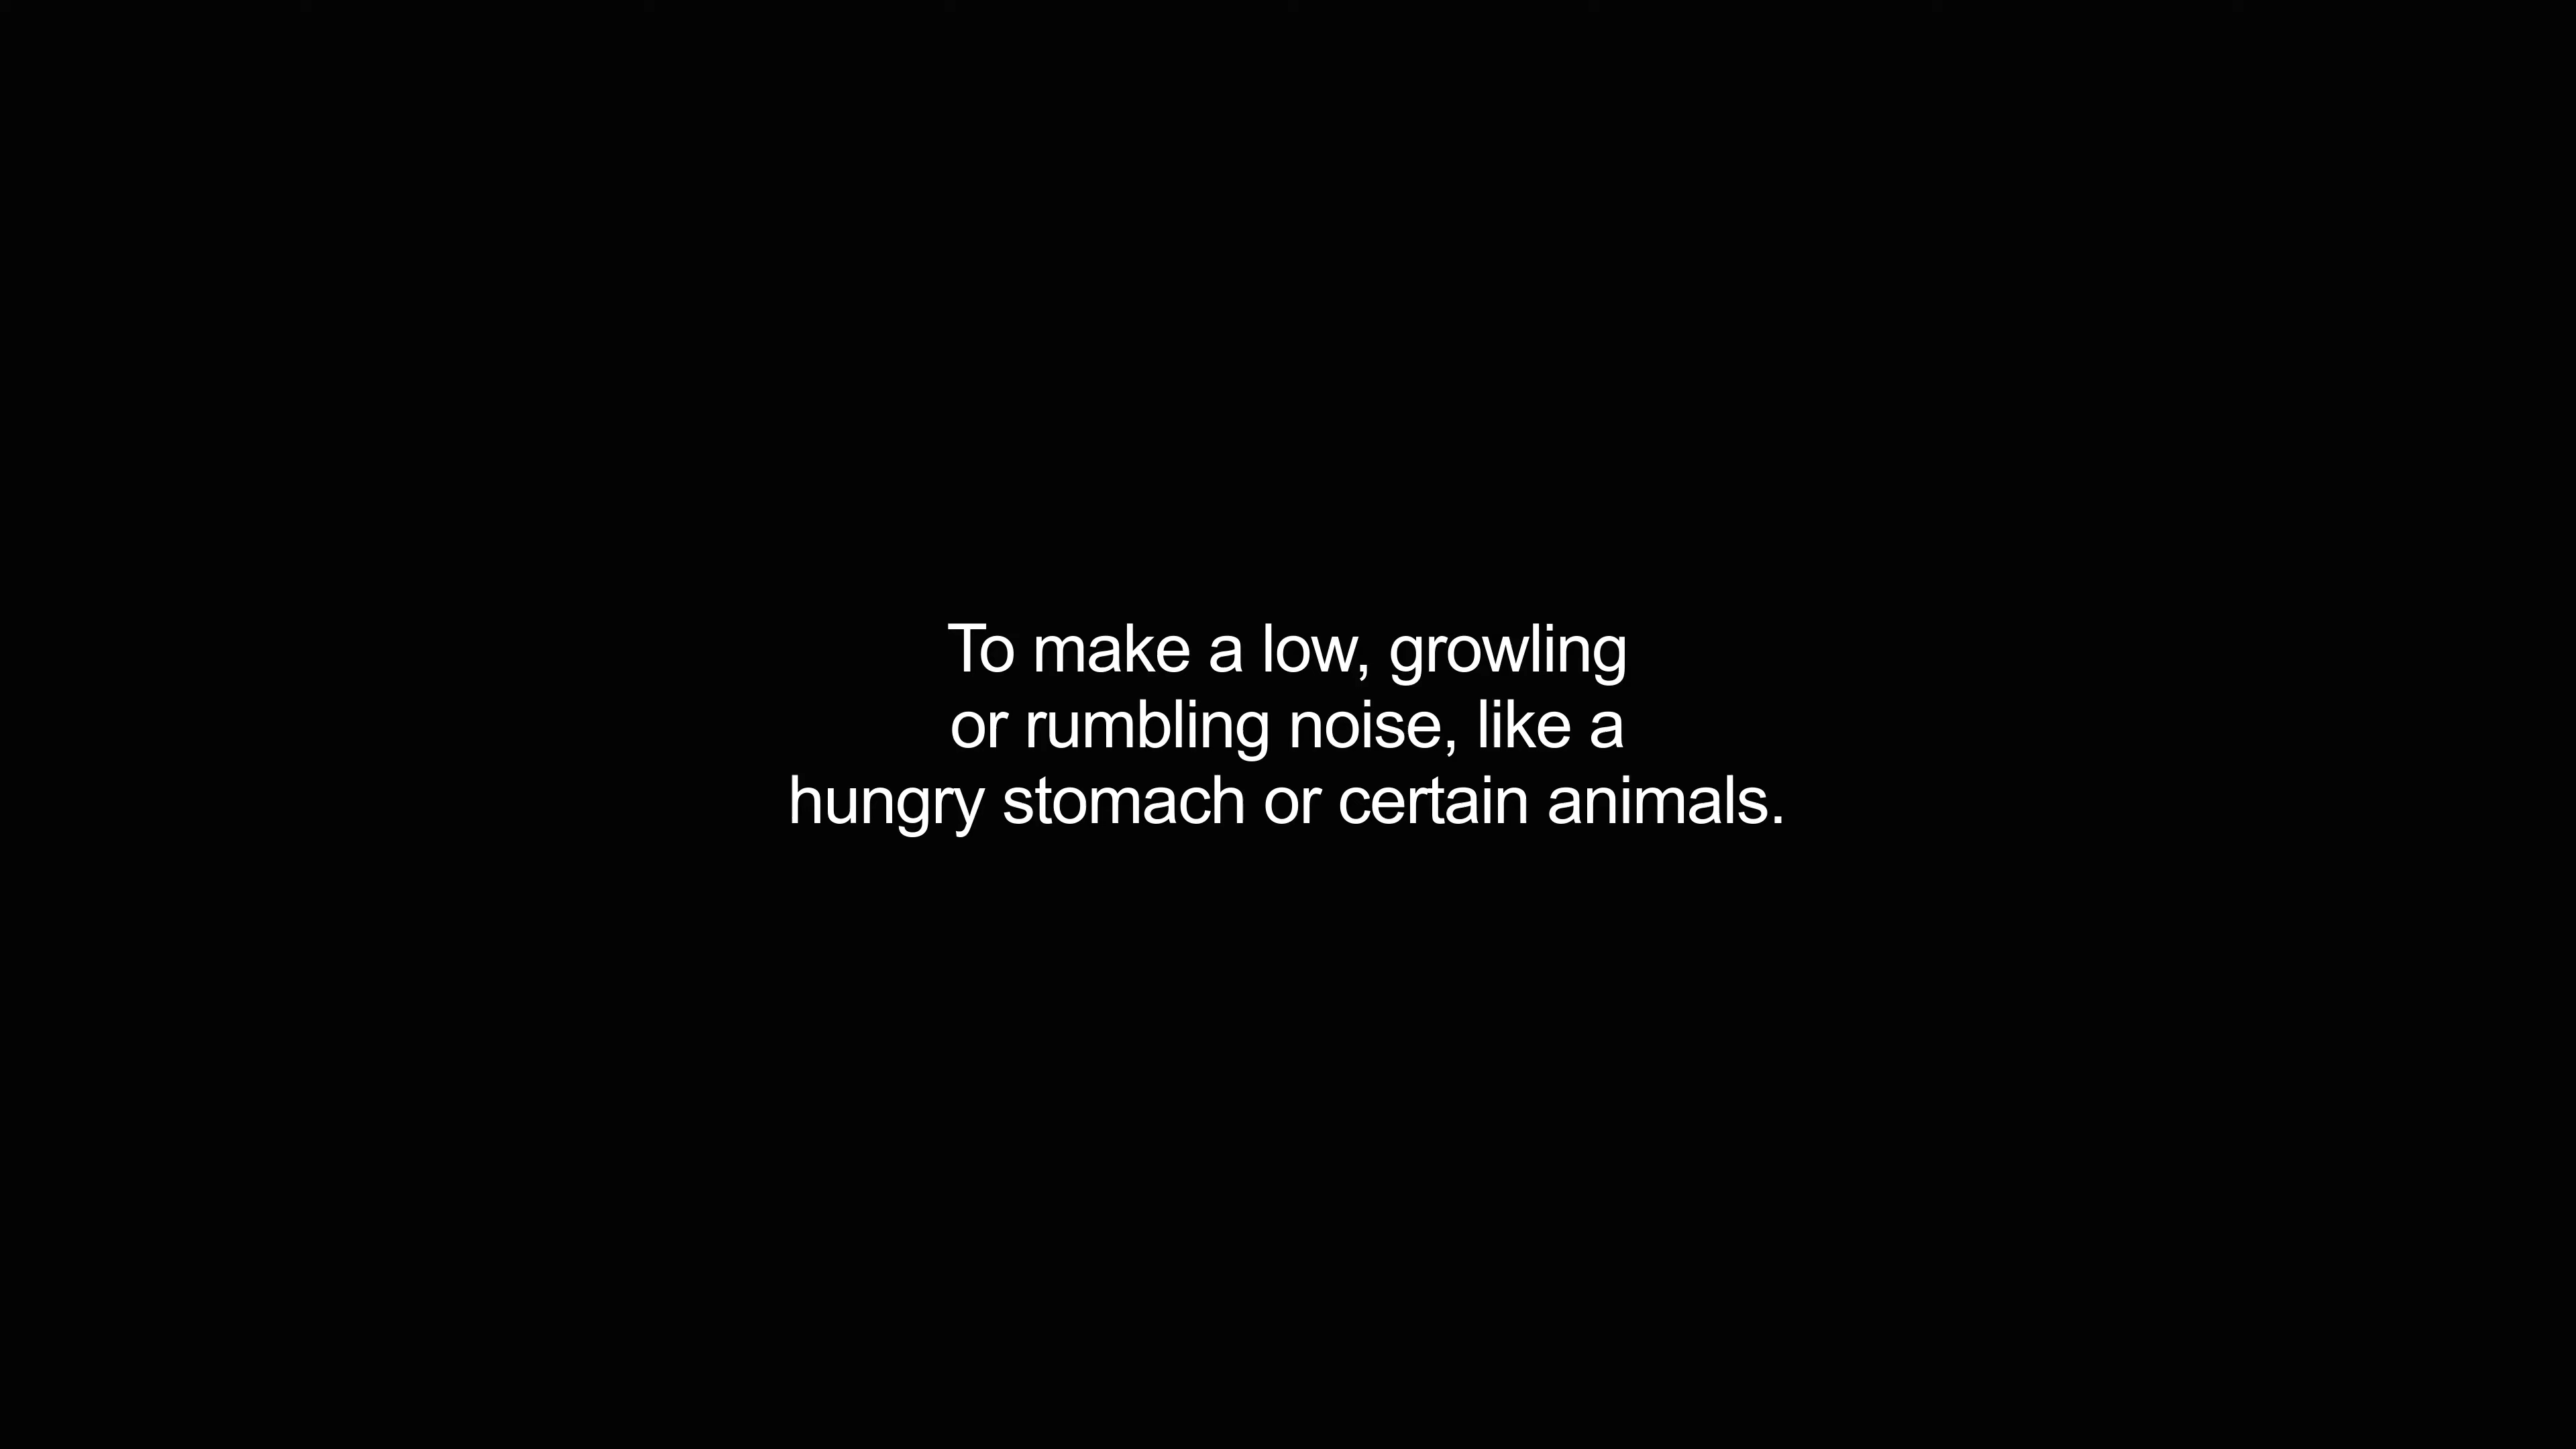 To make a low, growling
or rumbling noise, like a
hungry stomach or certain animals.